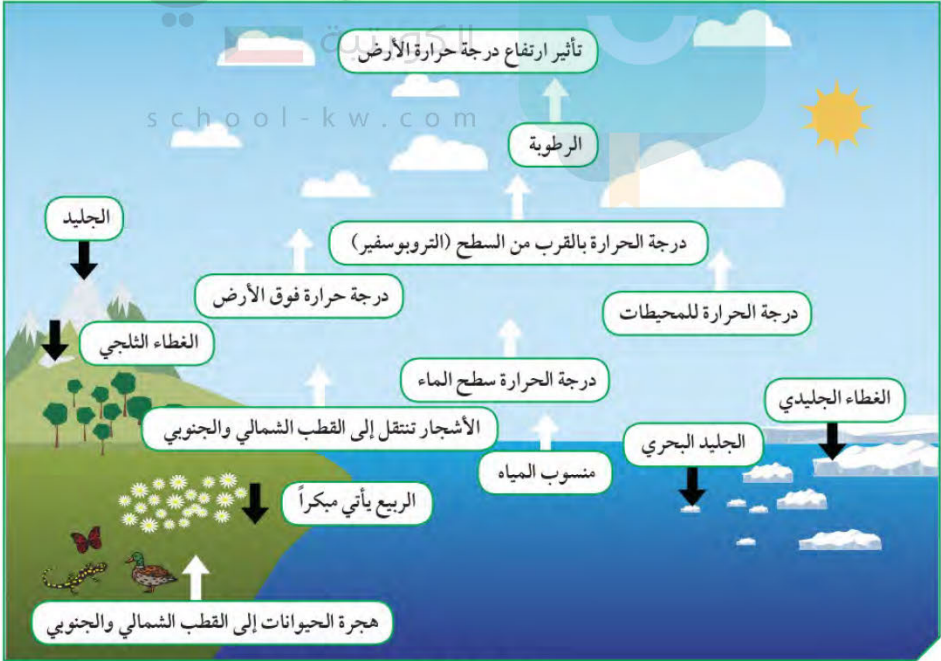 الكويتية
تأثير ارتفاع درجة حرارة الأرض
school-kw.com
الرطوبة
الجليد
درجة الحرارة بالقرب من السطح (التروبوسفير)
درجة حرارة فوق الأرض
درجة الحرارة للمحيطات
الغطاء الثلجي
درجة الحرارة سطح الماء
الغطاء الجليدي
الأشجار تنتقل إلى القطب الشمالي والجنوبي
الجليد البحري
منسوب المياه
الربيع يأتي مبكراً
هجرة الحيوانات إلى القطب الشمالي والجنوبي